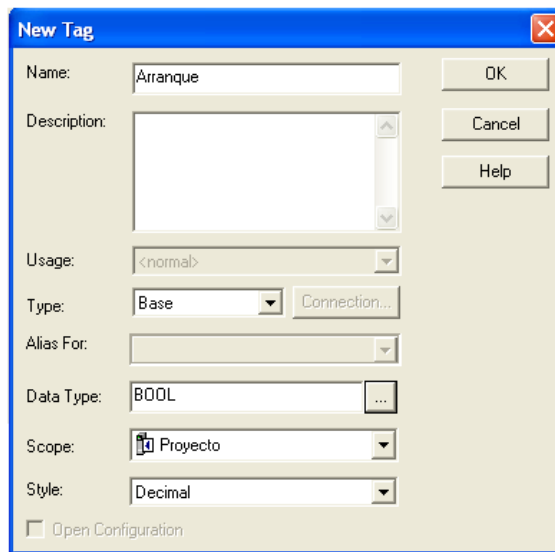 New Tag
Name: Arranque OK
Description: Cancel
Help
Usage: <normal>
Type: Base Connection...
Alias For:
Data Type: BOOL ...
Scope: Proyecto
Style: Decimal
Open Configuration